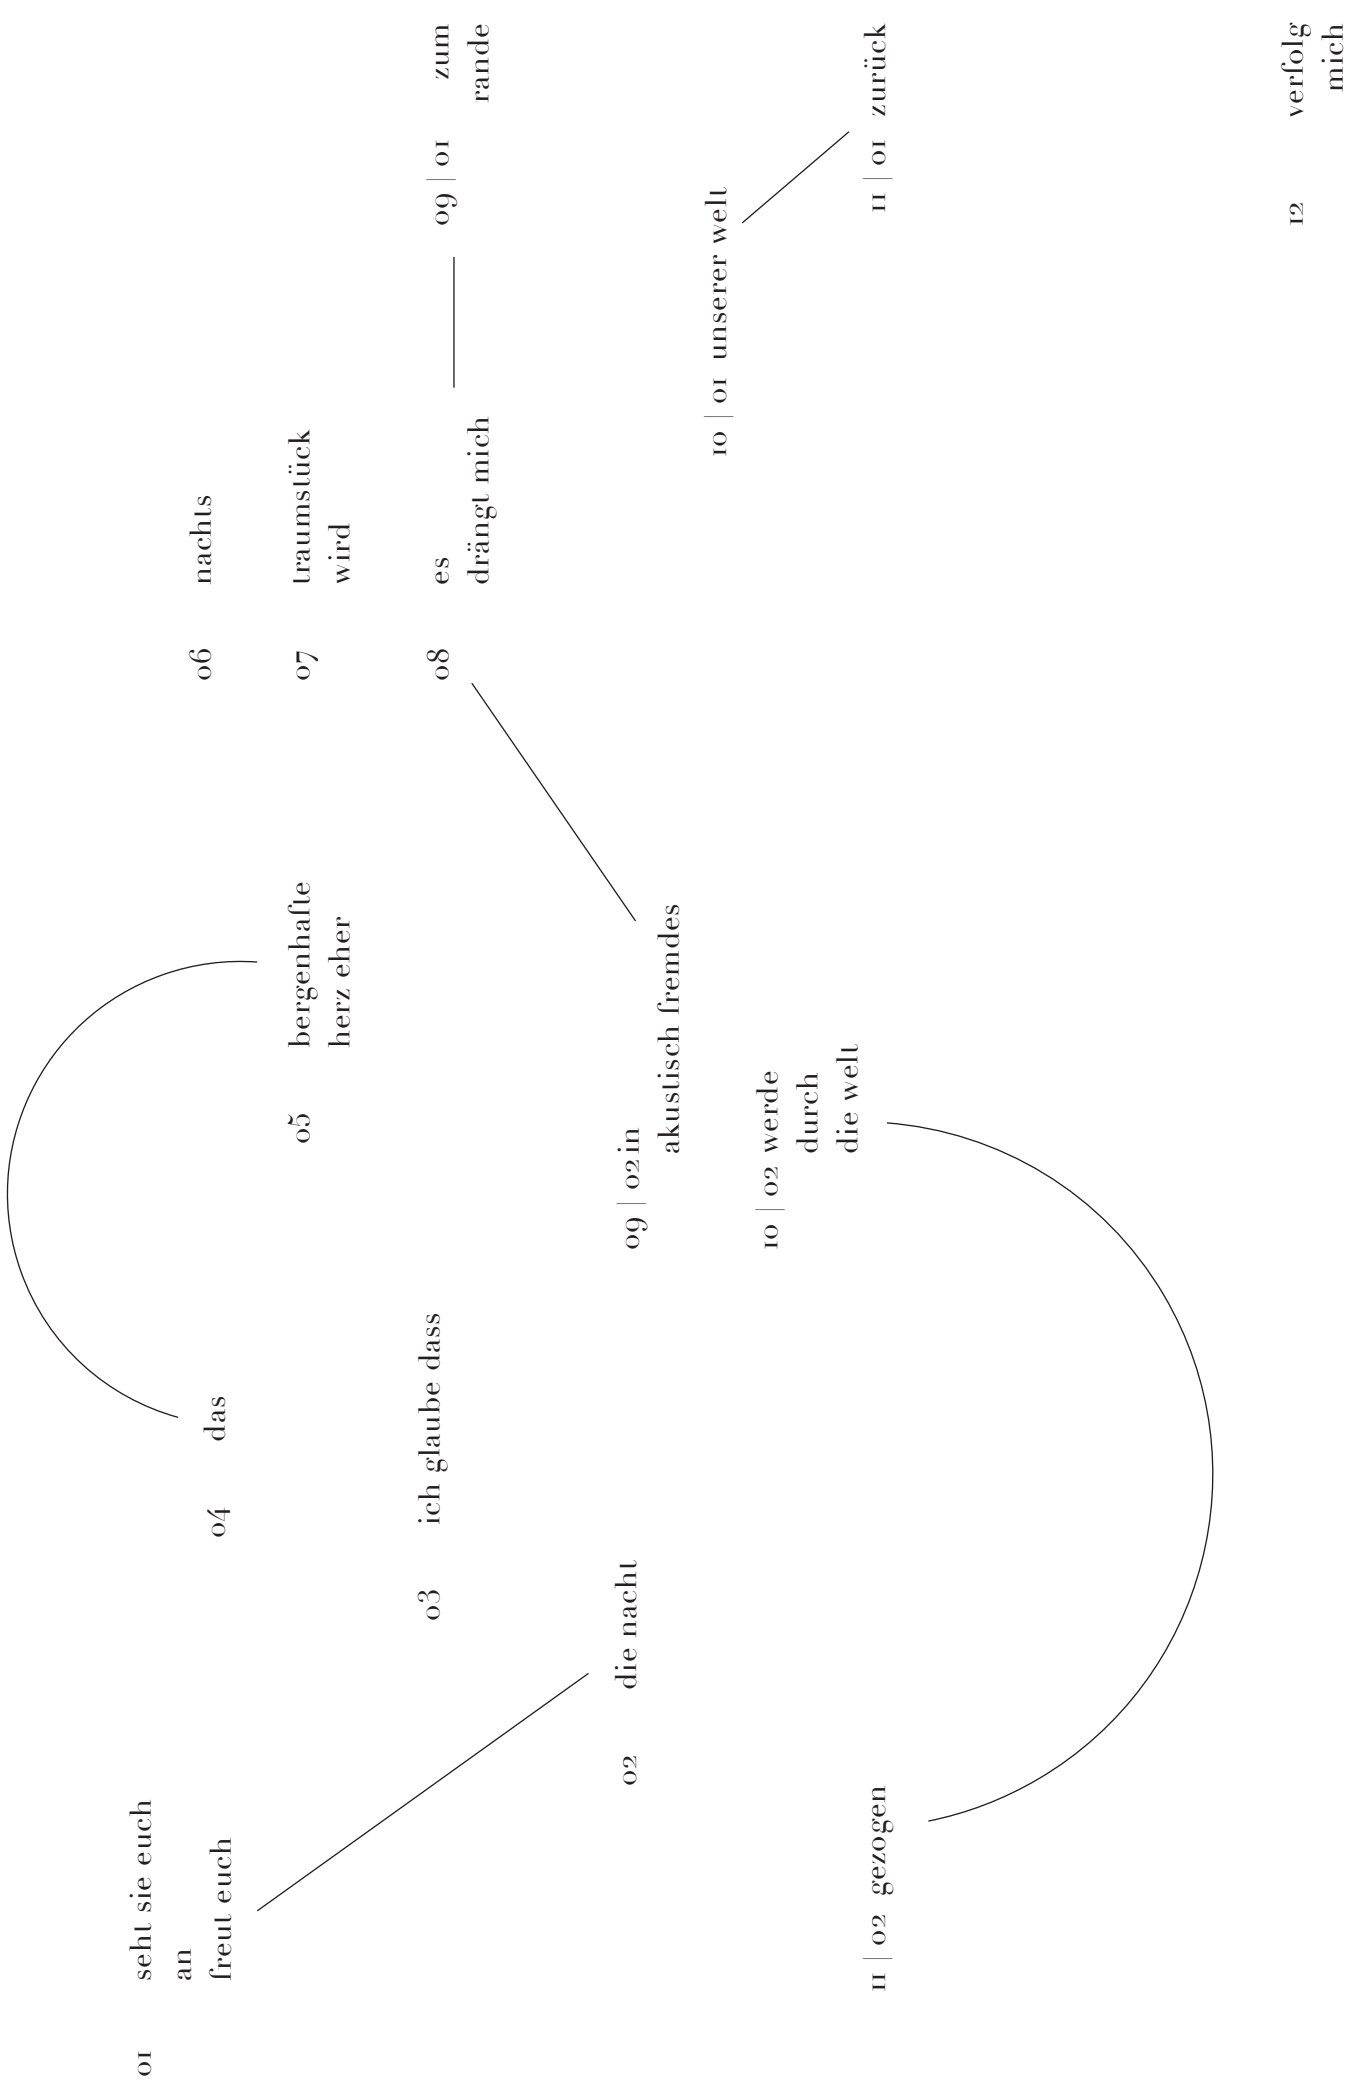 01 seht sie euch
an
freut euch
02 die nacht
03 ich glaube dass
04 das
05 bergenhafte
herz eher
06 nachts
07 traumstück
wird
08 es
drängt mich
09 | 01 zum
rande
10 | 01 unserer welt
11 | 01 zurück
09 | 02 in
akustisch fremdes
10 | 02 werde
durch
die welt
11 | 02 gezogen
12 verfolg
mich